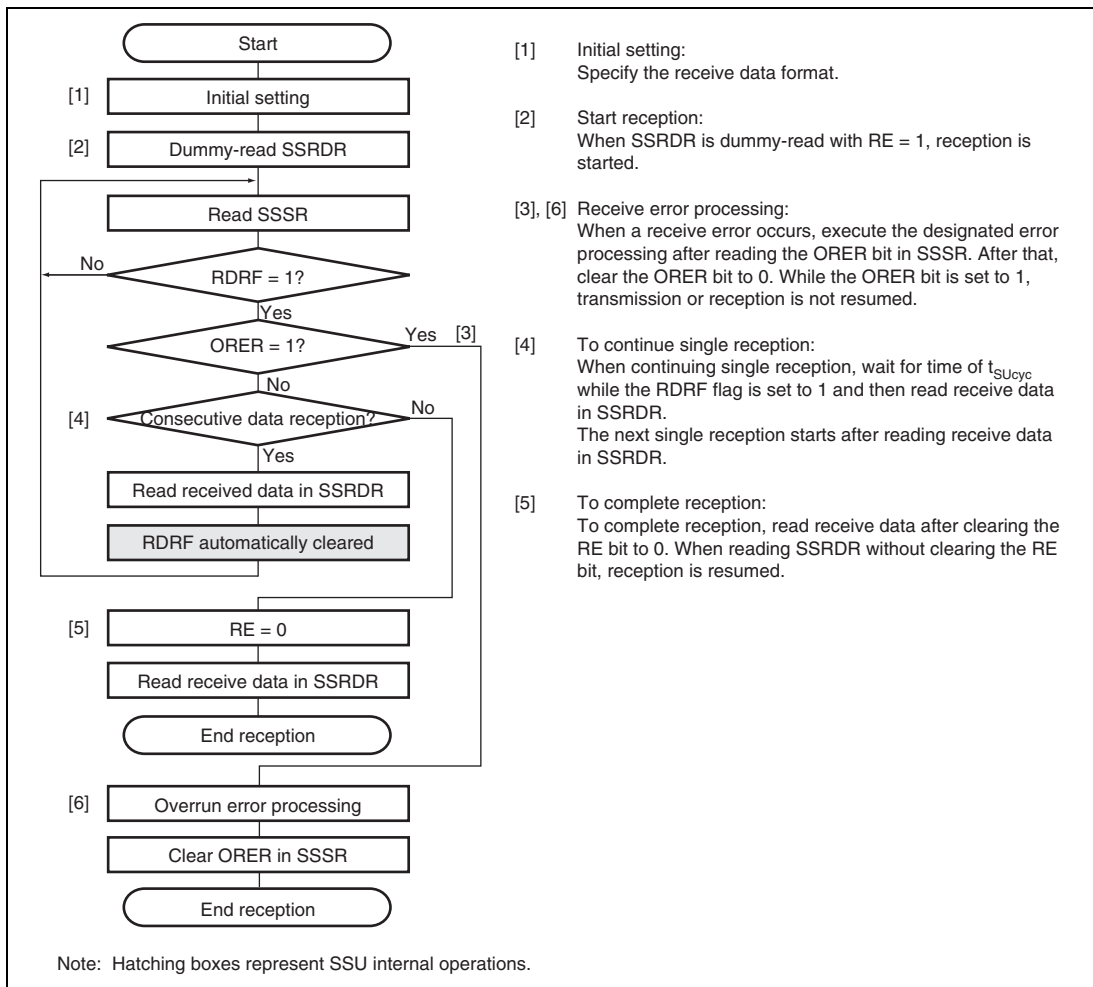 Start
[1] Initial setting
[2] Dummy-read SSRDR
Read SSSR
No
RDRF = 1?
Yes
ORER = 1?
Yes [3]
No
[4] Consecutive data reception?
No
Yes
Read received data in SSRDR
RDRF automatically cleared
[5] RE = 0
Read receive data in SSRDR
End reception
[6] Overrun error processing
Clear ORER in SSSR
End reception
[1] Initial setting:
Specify the receive data format.
[2] Start reception:
When SSRDR is dummy-read with RE = 1, reception is
started.
[3], [6] Receive error processing:
When a receive error occurs, execute the designated error
processing after reading the ORER bit in SSSR. After that,
clear the ORER bit to 0. While the ORER bit is set to 1,
transmission or reception is not resumed.
[4] To continue single reception:
When continuing single reception, wait for time of tSUcyc
while the RDRF flag is set to 1 and then read receive data
in SSRDR.
The next single reception starts after reading receive data
in SSRDR.
[5] To complete reception:
To complete reception, read receive data after clearing the
RE bit to 0. When reading SSRDR without clearing the RE
bit, reception is resumed.
Note: Hatching boxes represent SSU internal operations.